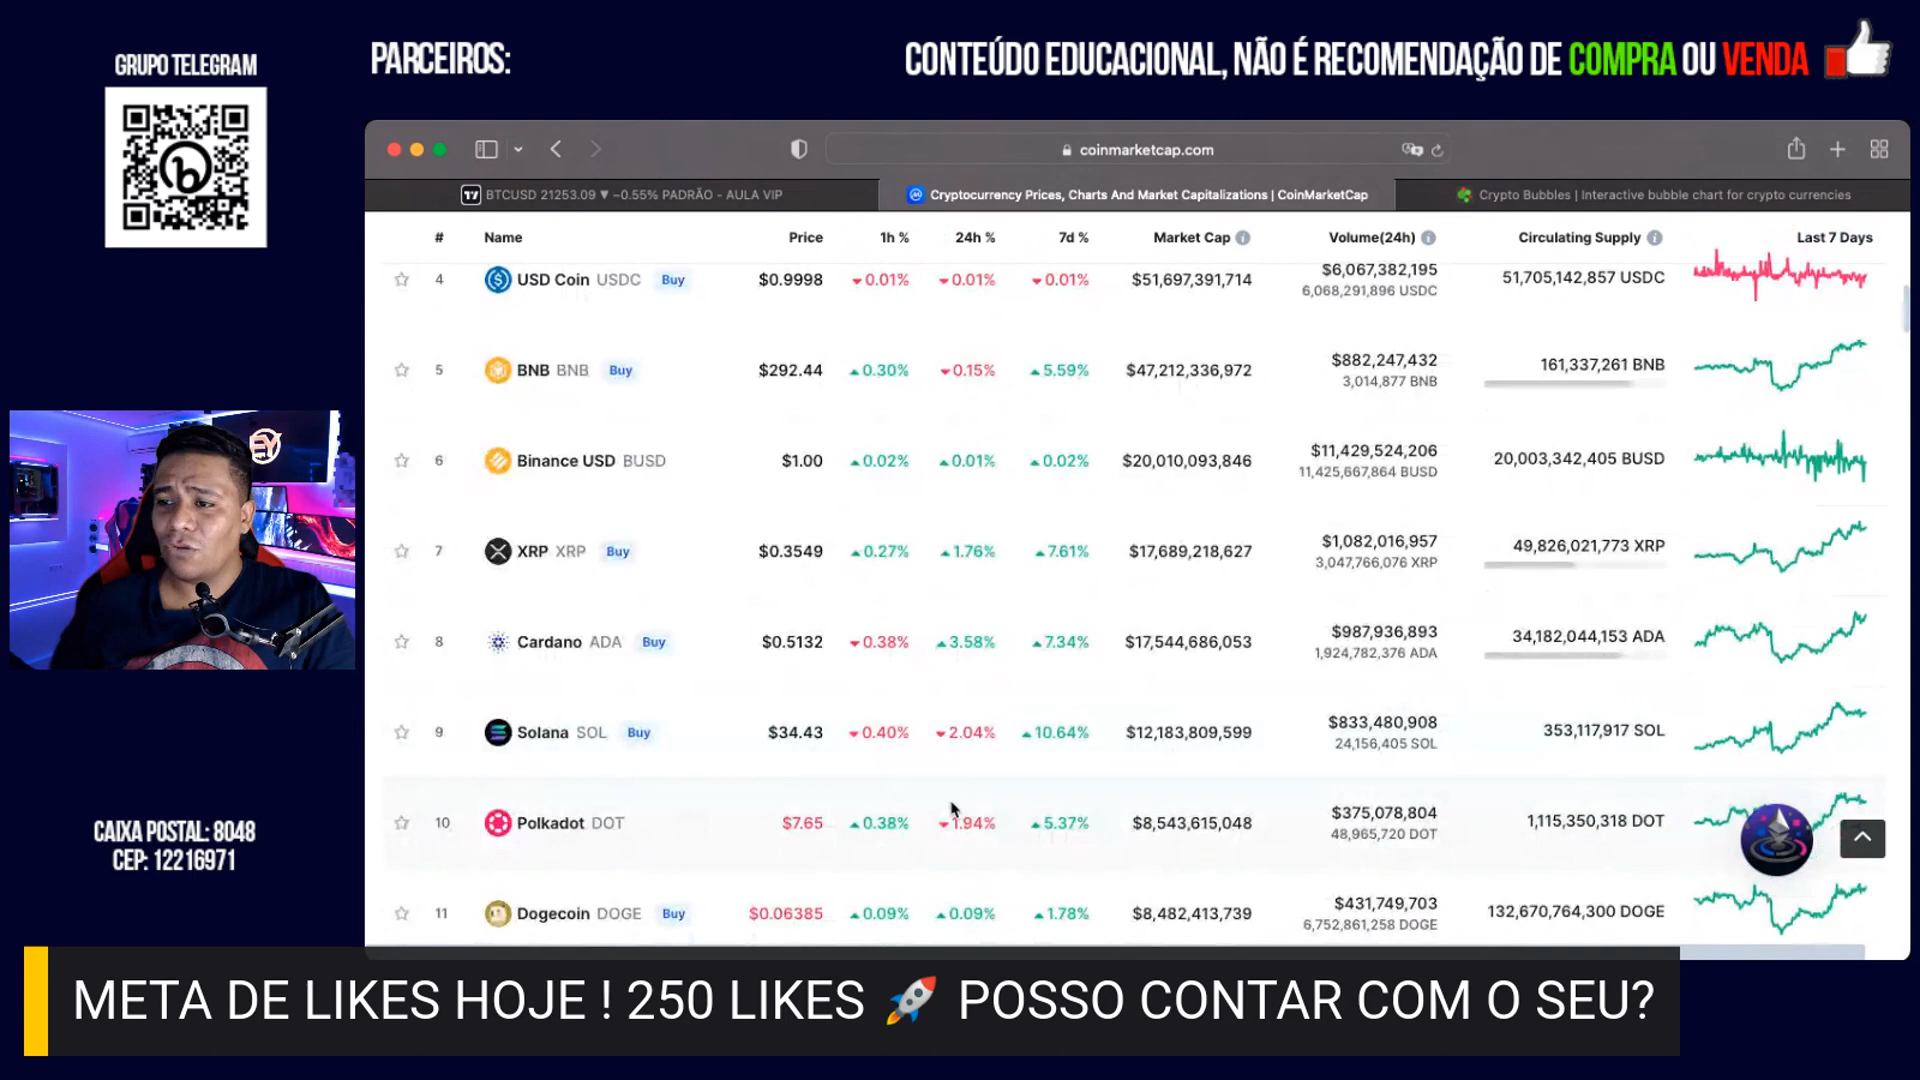 GRUPO TELEGRAM
PARCEIROS:
CONTEÚDO EDUCACIONAL, NÃO É RECOMENDAÇÃO DE COMPRA OU VENDA
coinmarketcap.com
BTCUSD 21253.09 ▼ −0.55% PADRÃO - AULA VIP
Cryptocurrency Prices, Charts And Market Capitalizations | CoinMarketCap
Crypto Bubbles | Interactive bubble chart for crypto currencies
# Name Price 1h % 24h % 7d % Market Cap Volume(24h) Circulating Supply Last 7 Days
4 USD Coin USDC Buy $0.9998 0.01% 0.01% 0.01% $51,697,391,714 $6,067,382,195 51,705,142,857 USDC
6,068,291,896 USDC
5 BNB BNB Buy $292.44 0.30% 0.15% 5.59% $47,212,336,972 $882,247,432 161,337,261 BNB
3,014,877 BNB
6 Binance USD BUSD $1.00 0.02% 0.01% 0.02% $20,010,093,846 $11,429,524,206 20,003,342,405 BUSD
11,425,667,864 BUSD
7 XRP XRP Buy $0.3549 0.27% 1.76% 7.61% $17,689,218,627 $1,082,016,957 49,826,021,773 XRP
3,047,766,076 XRP
8 Cardano ADA Buy $0.5132 0.38% 3.58% 7.34% $17,544,686,053 $987,936,893 34,182,044,153 ADA
1,924,782,376 ADA
9 Solana SOL Buy $34.43 0.40% 2.04% 10.64% $12,183,809,599 $833,480,908 353,117,917 SOL
24,156,405 SOL
10 Polkadot DOT $7.65 0.38% 1.94% 5.37% $8,543,615,048 $375,078,804 1,115,350,318 DOT
48,965,720 DOT
11 Dogecoin DOGE Buy $0.06385 0.09% 0.09% 1.78% $8,482,413,739 $431,749,703 132,670,764,300 DOGE
6,752,861,258 DOGE
EY
CAIXA POSTAL: 8048
CEP: 12216971
META DE LIKES HOJE ! 250 LIKES 🚀 POSSO CONTAR COM O SEU?